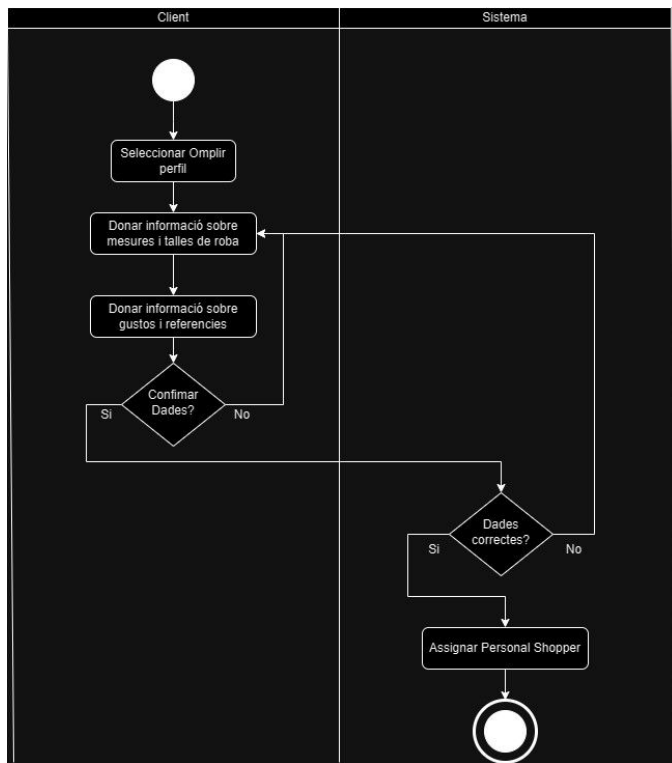 Client
Sistema
Seleccionar Omplir
perfil
Donar informació sobre
mesures i talles de roba
Donar informació sobre
gustos i referencies
Confimar
Dades?
Si
No
Dades
correctes?
Si
No
Assignar Personal Shopper